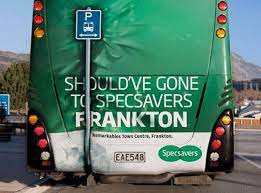 SHOULD'VE GONE
TO SPECSAVERS
FRANKTON
Remarkables Town Centre, Frankton.
EAE548
Specsavers